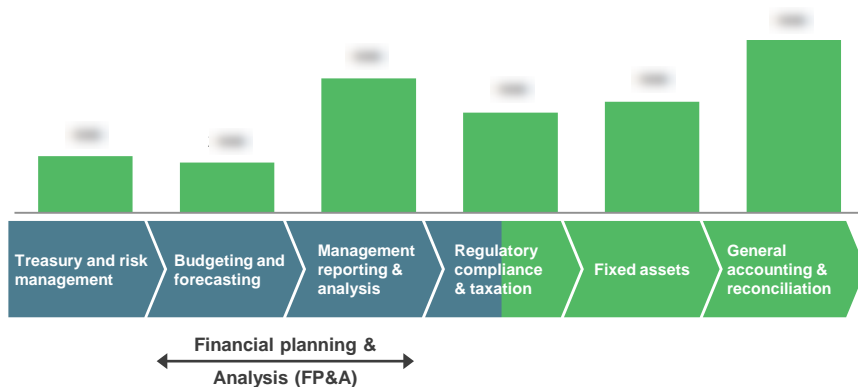 Treasury and risk
management
Budgeting and
forecasting
Management
reporting &
analysis
Regulatory
compliance
& taxation
Fixed assets
General
accounting &
reconciliation
Financial planning &
Analysis (FP&A)